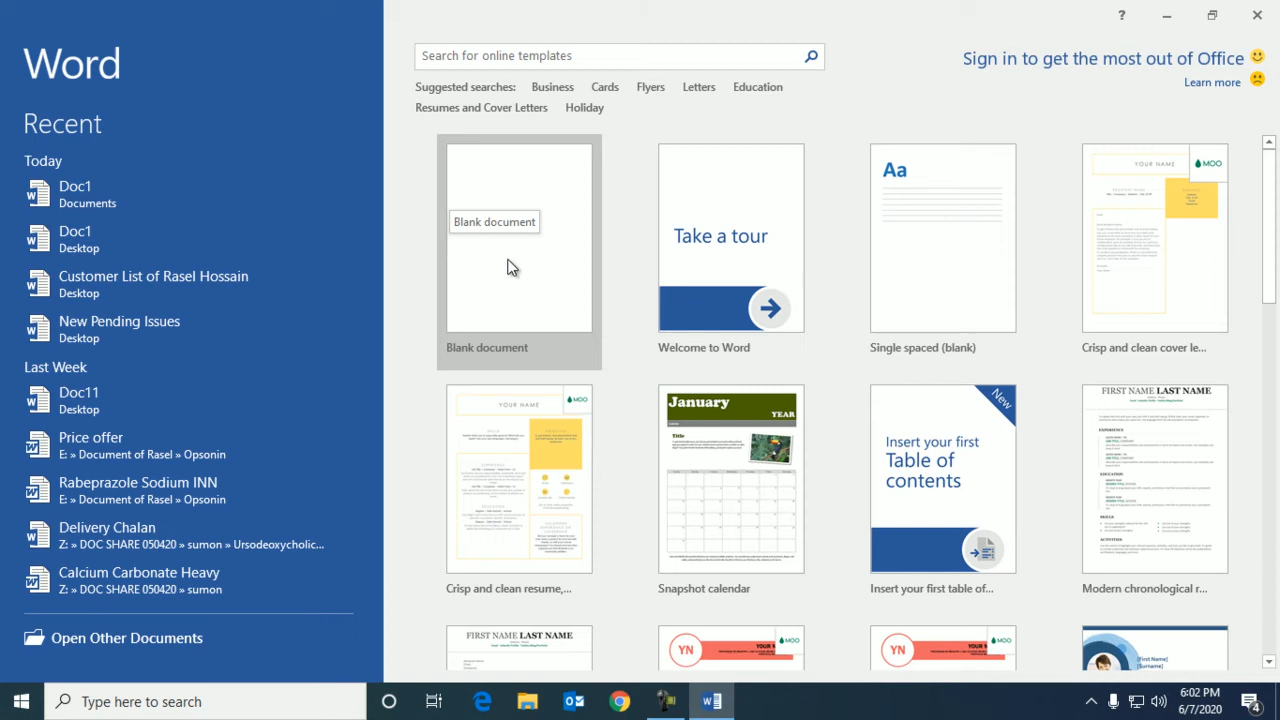 Word
Recent
Today
Doc1
Documents
Doc1
Desktop
Customer List of Rasel Hossain
Desktop
New Pending Issues
Desktop
Last Week
Doc11
Desktop
Price offer
E: » Document of Rasel » Opsonin
Rabeprazole Sodium INN
E: » Document of Rasel » Opsonin
Delivery Chalan
Z: » DOC SHARE 050420 » sumon » Ursodeoxycholic...
Calcium Carbonate Heavy
Z: » DOC SHARE 050420 » sumon
Open Other Documents
?
Search for online templates
Sign in to get the most out of Office
Learn more
Suggested searches: Business Cards Flyers Letters Education
Resumes and Cover Letters Holiday
Blank document
Blank document
Take a tour
Welcome to Word
Aa
Single spaced (blank)
YOUR NAME
MOO
Crisp and clean cover le...
YOUR NAME
MOO
Crisp and clean resume,...
January
YEAR
Title
Snapshot calendar
New
Insert your first
Table of
contents
Insert your first table of...
FIRST NAME LAST NAME
EXPERIENCE
EDUCATION
SKILLS
ACTIVITIES
Modern chronological r...
FIRST NAME LAST NAME
YN
MOO
YN
MOO
[First Name]
[Surname]
Type here to search
6:02 PM
6/7/2020
4